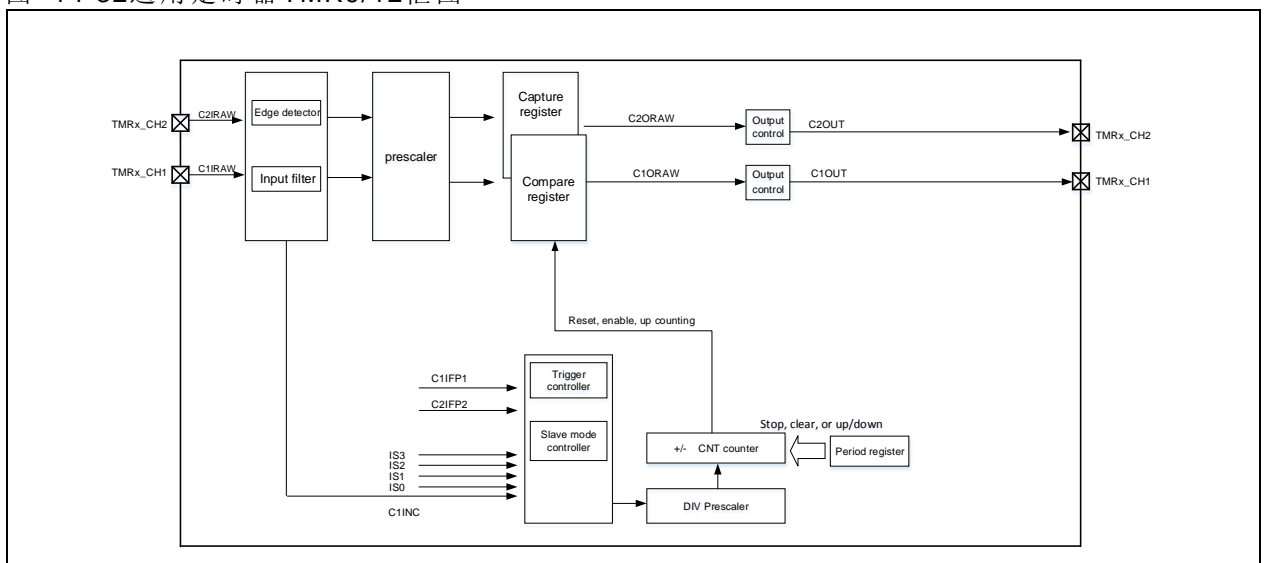 TMRx_CH2
C2IRAW
Edge detector
TMRx_CH1
C1IRAW
Input filter
prescaler
Capture
register
Compare
register
C2ORAW
Output
control
C2OUT
TMRx_CH2
C1ORAW
Output
control
C1OUT
TMRx_CH1
Reset, enable, up counting
C1IFP1
C2IFP2
Trigger
controller
Slave mode
controller
IS3
IS2
IS1
IS0
C1INC
Stop, clear, or up/down
+/- CNT counter
Period register
DIV Prescaler